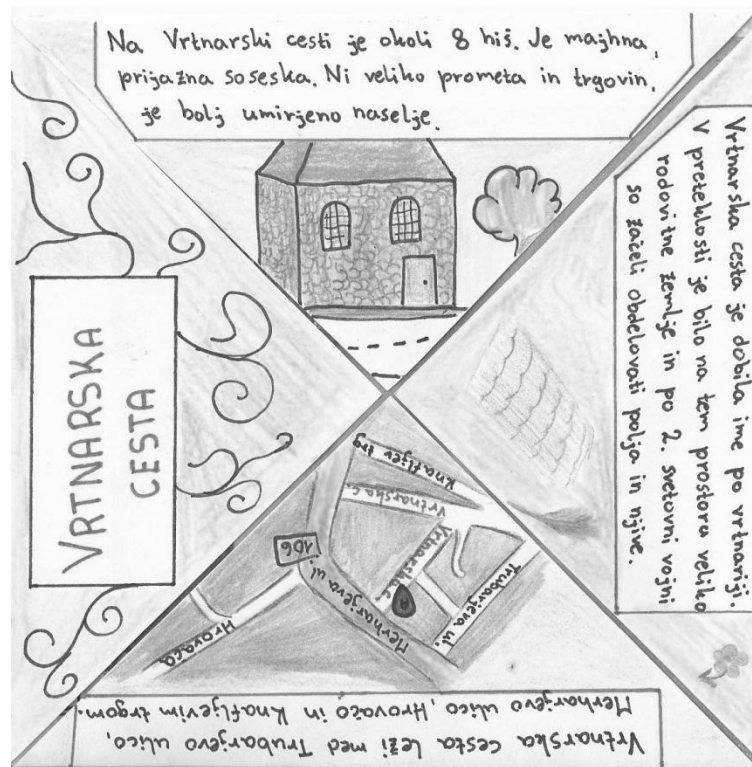 Na Vrtnarski cesti je okoli 8 hiš. Je majhna,
prijazna soseska. Ni veliko prometa in trgovin,
je bolj umirjeno naselje.
VRTNARSKA
CESTA
Vrtnarska cesta je dobila ime po vrtnariji.
V preteklosti je bilo na tem prostoru veliko
rodovitne zemlje in po 2. svetovni vojni
so začeli obdelovati polja in njive.
Knafljev trg
Vrtnarska c.
Vrtnarska c.
Trubarjeva ul.
Merharjeva ul.
106
Hrovača
Vrtnarska cesta leži med Trubarjevo ulico,
Merharjevo ulico, Hrovačo in Knafljevim trgom.